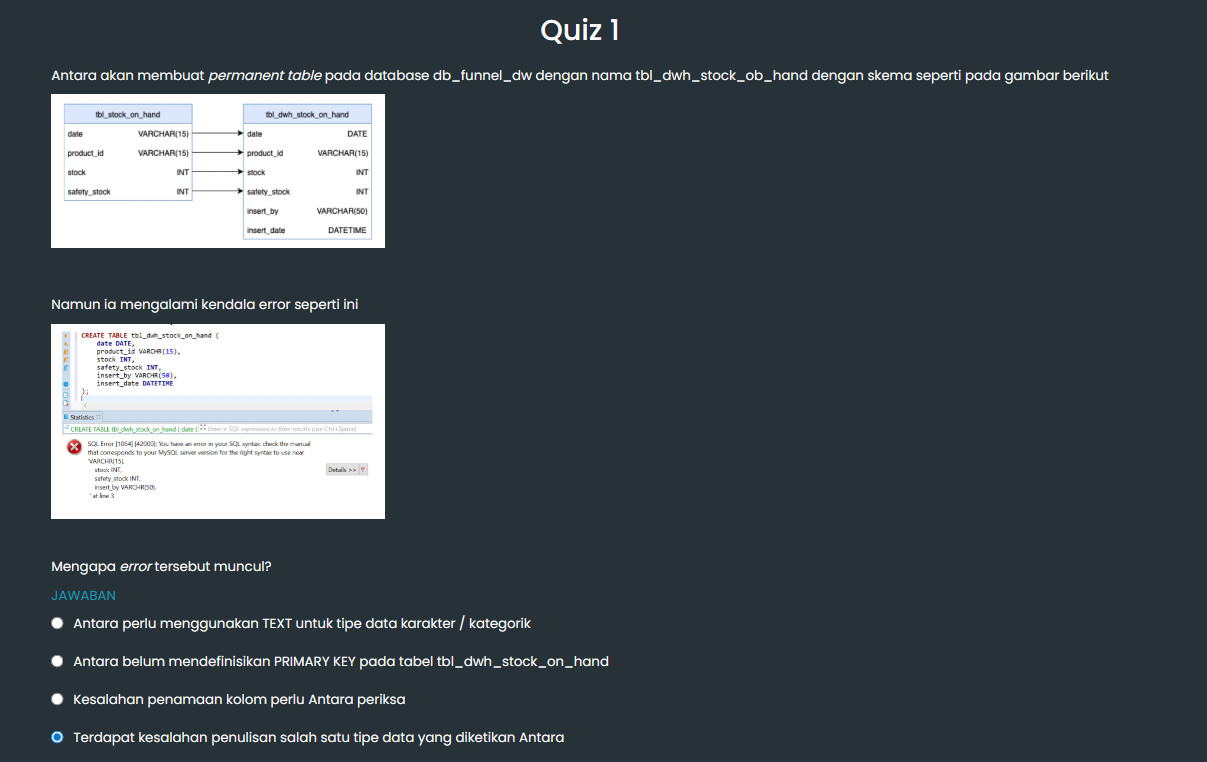 Quiz 1
Antara akan membuat permanent table pada database db_funnel_dw dengan nama tbl_dwh_stock_ob_hand dengan skema seperti pada gambar berikut
tbl_stock_on_hand
date VARCHAR(15)
product_id VARCHAR(15)
stock INT
safety_stock INT
tbl_dwh_stock_on_hand
date DATE
product_id VARCHAR(15)
stock INT
safety_stock INT
insert_by VARCHAR(50)
insert_date DATETIME
Namun ia mengalami kendala error seperti ini
CREATE TABLE tbl_dwh_stock_on_hand (
date DATE,
product_id VARCHR(15),
stock INT,
safety_stock INT,
insert_by VARCHR(50),
insert_date DATETIME
);
Statistics
CREATE TABLE tbl_dwh_stock_on_hand ( date D Enter a SQL expression to filter results (use Ctrl+Space)
SQL Error [1064] [42000]: You have an error in your SQL syntax; check the manual
that corresponds to your MySQL server version for the right syntax to use near
'VARCHR(15),
stock INT,
safety_stock INT,
insert_by VARCHR(50),
' at line 3
Details >>
Mengapa error tersebut muncul?
JAWABAN
Antara perlu menggunakan TEXT untuk tipe data karakter / kategorik
Antara belum mendefinisikan PRIMARY KEY pada tabel tbl_dwh_stock_on_hand
Kesalahan penamaan kolom perlu Antara periksa
Terdapat kesalahan penulisan salah satu tipe data yang diketikan Antara